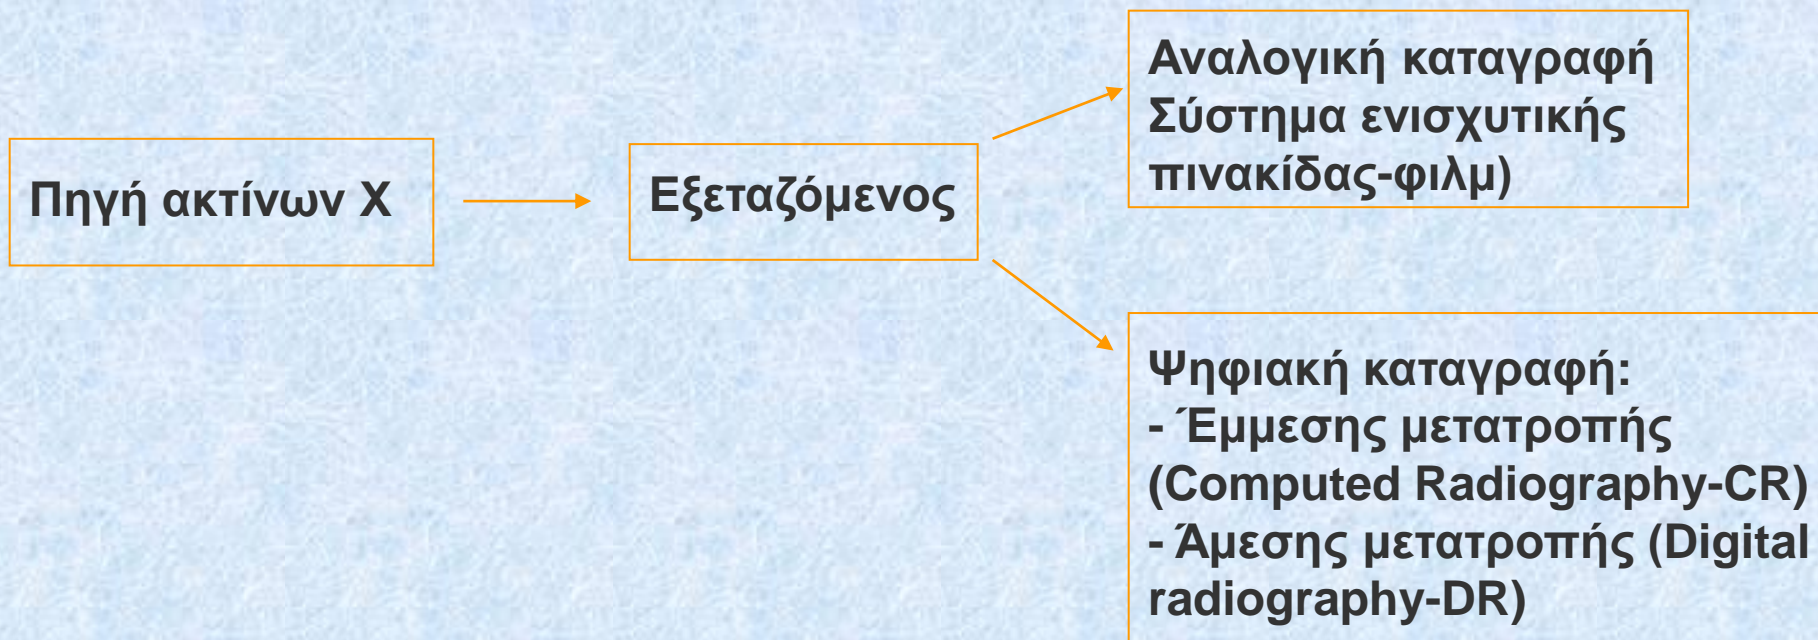 Πηγή ακτίνων Χ
Εξεταζόμενος
Αναλογική καταγραφή
Σύστημα ενισχυτικής
πινακίδας-φιλμ)
Ψηφιακή καταγραφή:
- Έμμεσης μετατροπής
(Computed Radiography-CR)
- Άμεσης μετατροπής (Digital
radiography-DR)